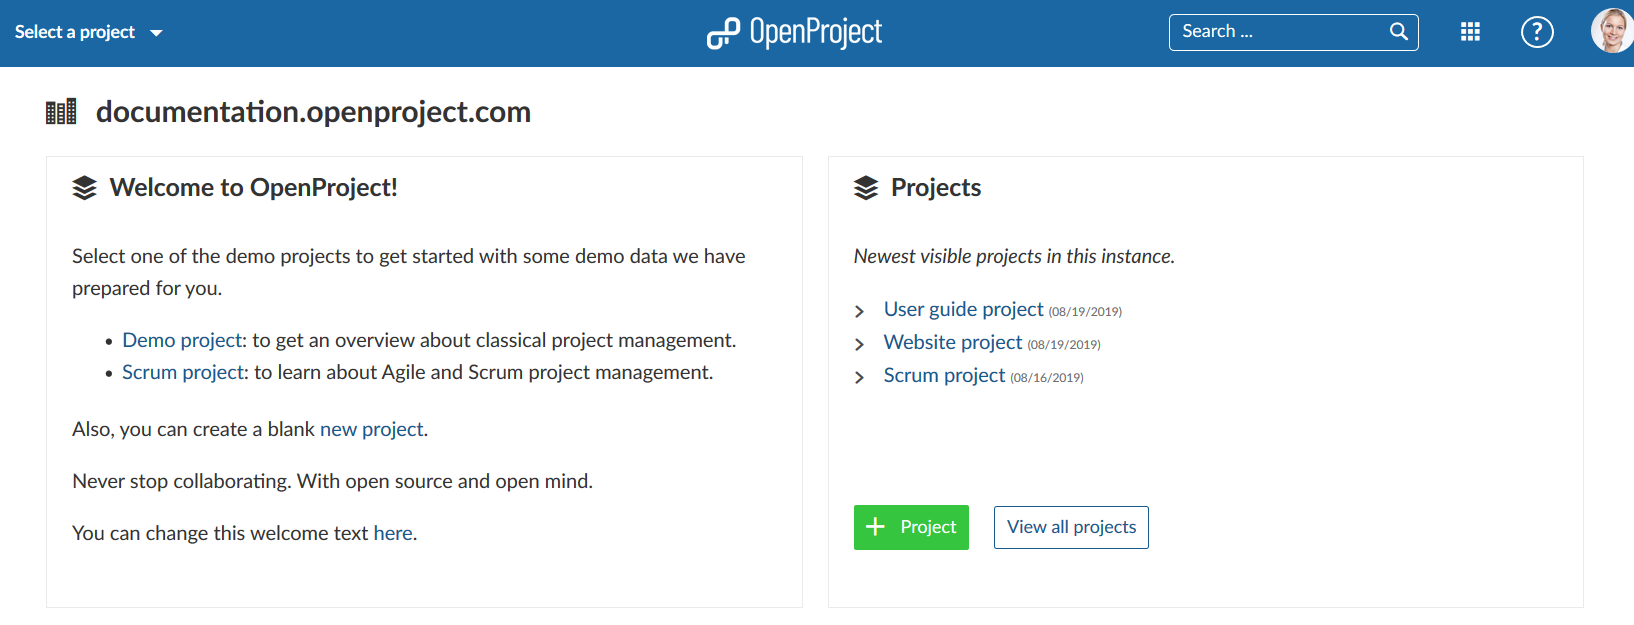 Select a project
OpenProject
Search ...
?
documentation.openproject.com
Welcome to OpenProject!
Select one of the demo projects to get started with some demo data we have
prepared for you.
• Demo project: to get an overview about classical project management.
• Scrum project: to learn about Agile and Scrum project management.
Also, you can create a blank new project.
Never stop collaborating. With open source and open mind.
You can change this welcome text here.
Projects
Newest visible projects in this instance.
User guide project (08/19/2019)
Website project (08/19/2019)
Scrum project (08/16/2019)
+ Project
View all projects